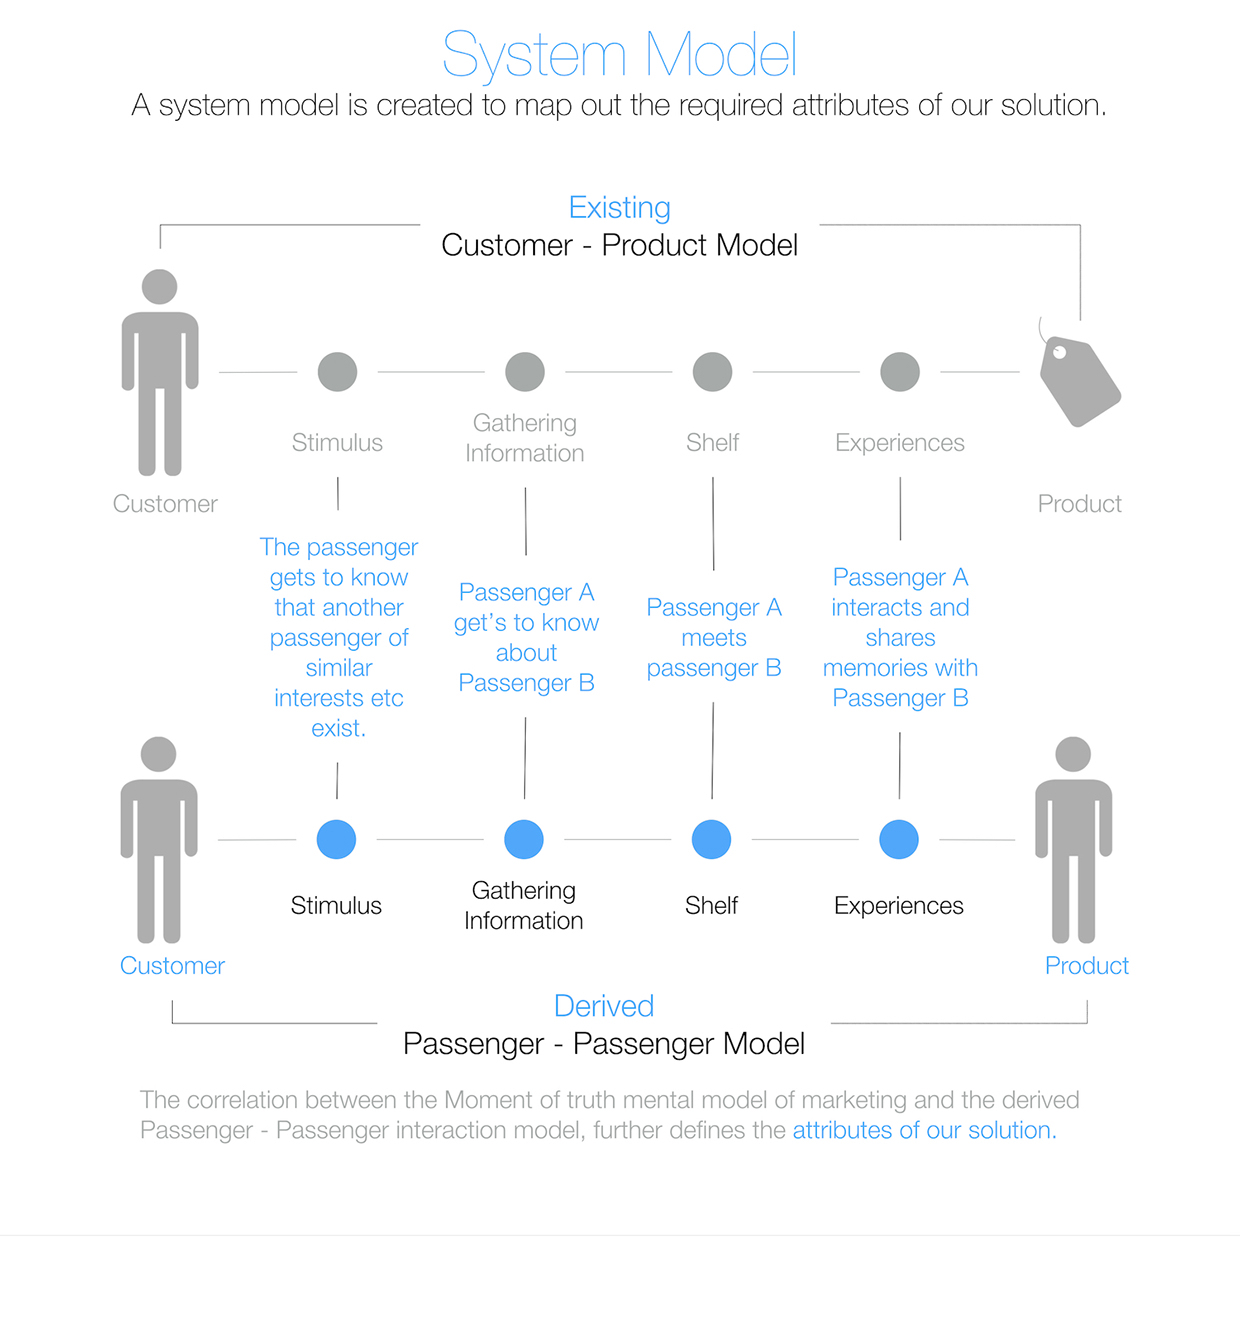 System Model
A system model is created to map out the required attributes of our solution.
Existing
Customer - Product Model
Stimulus
Gathering
Information
Shelf
Experiences
Customer
Product
The passenger
gets to know
that another
passenger of
similar
interests etc
exist.
Passenger A
get’s to know
about
Passenger B
Passenger A
meets
passenger B
Passenger A
interacts and
shares
memories with
Passenger B
Stimulus
Gathering
Information
Shelf
Experiences
Customer
Product
Derived
Passenger - Passenger Model
The correlation between the Moment of truth mental model of marketing and the derived
Passenger - Passenger interaction model, further defines the attributes of our solution.